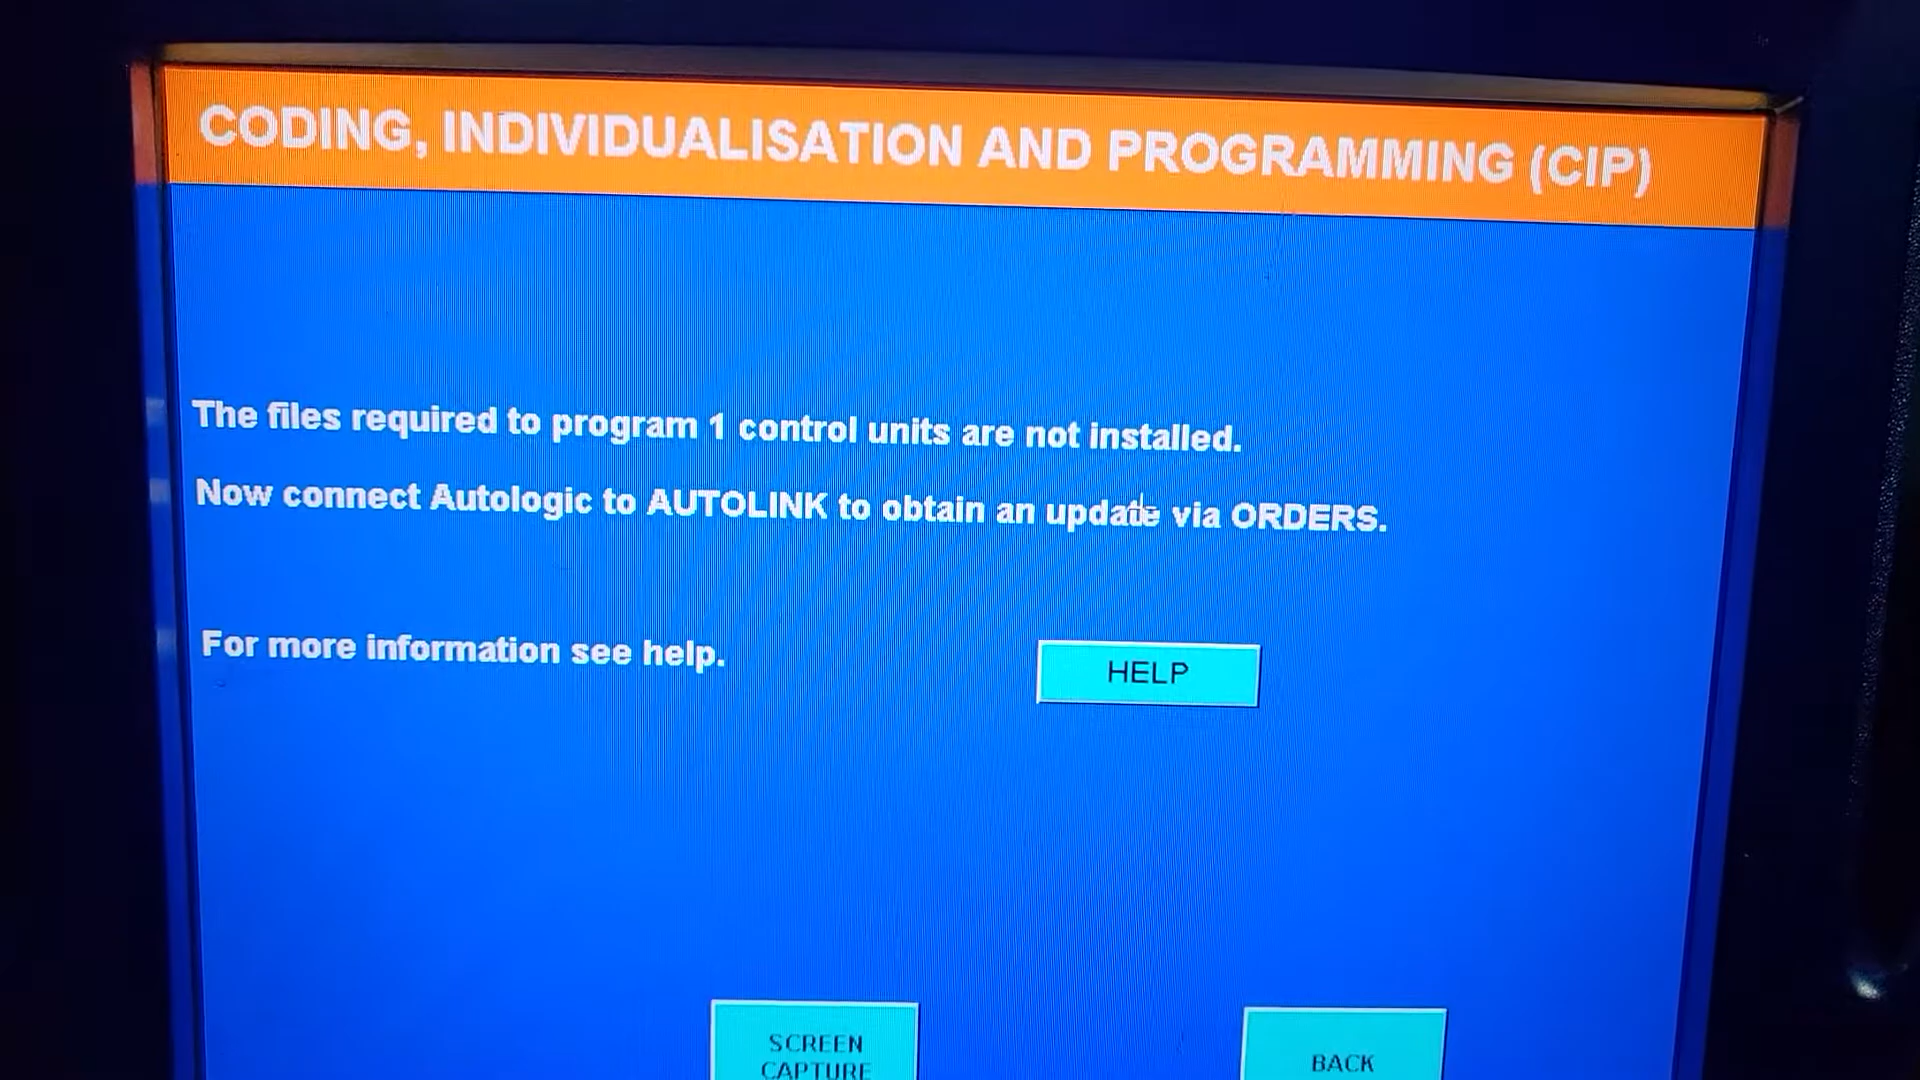 CODING, INDIVIDUALISATION AND PROGRAMMING (CIP)
The files required to program 1 control units are not installed.
Now connect Autologic to AUTOLINK to obtain an update via ORDERS.
For more information see help.
HELP
SCREEN
CAPTURE
BACK